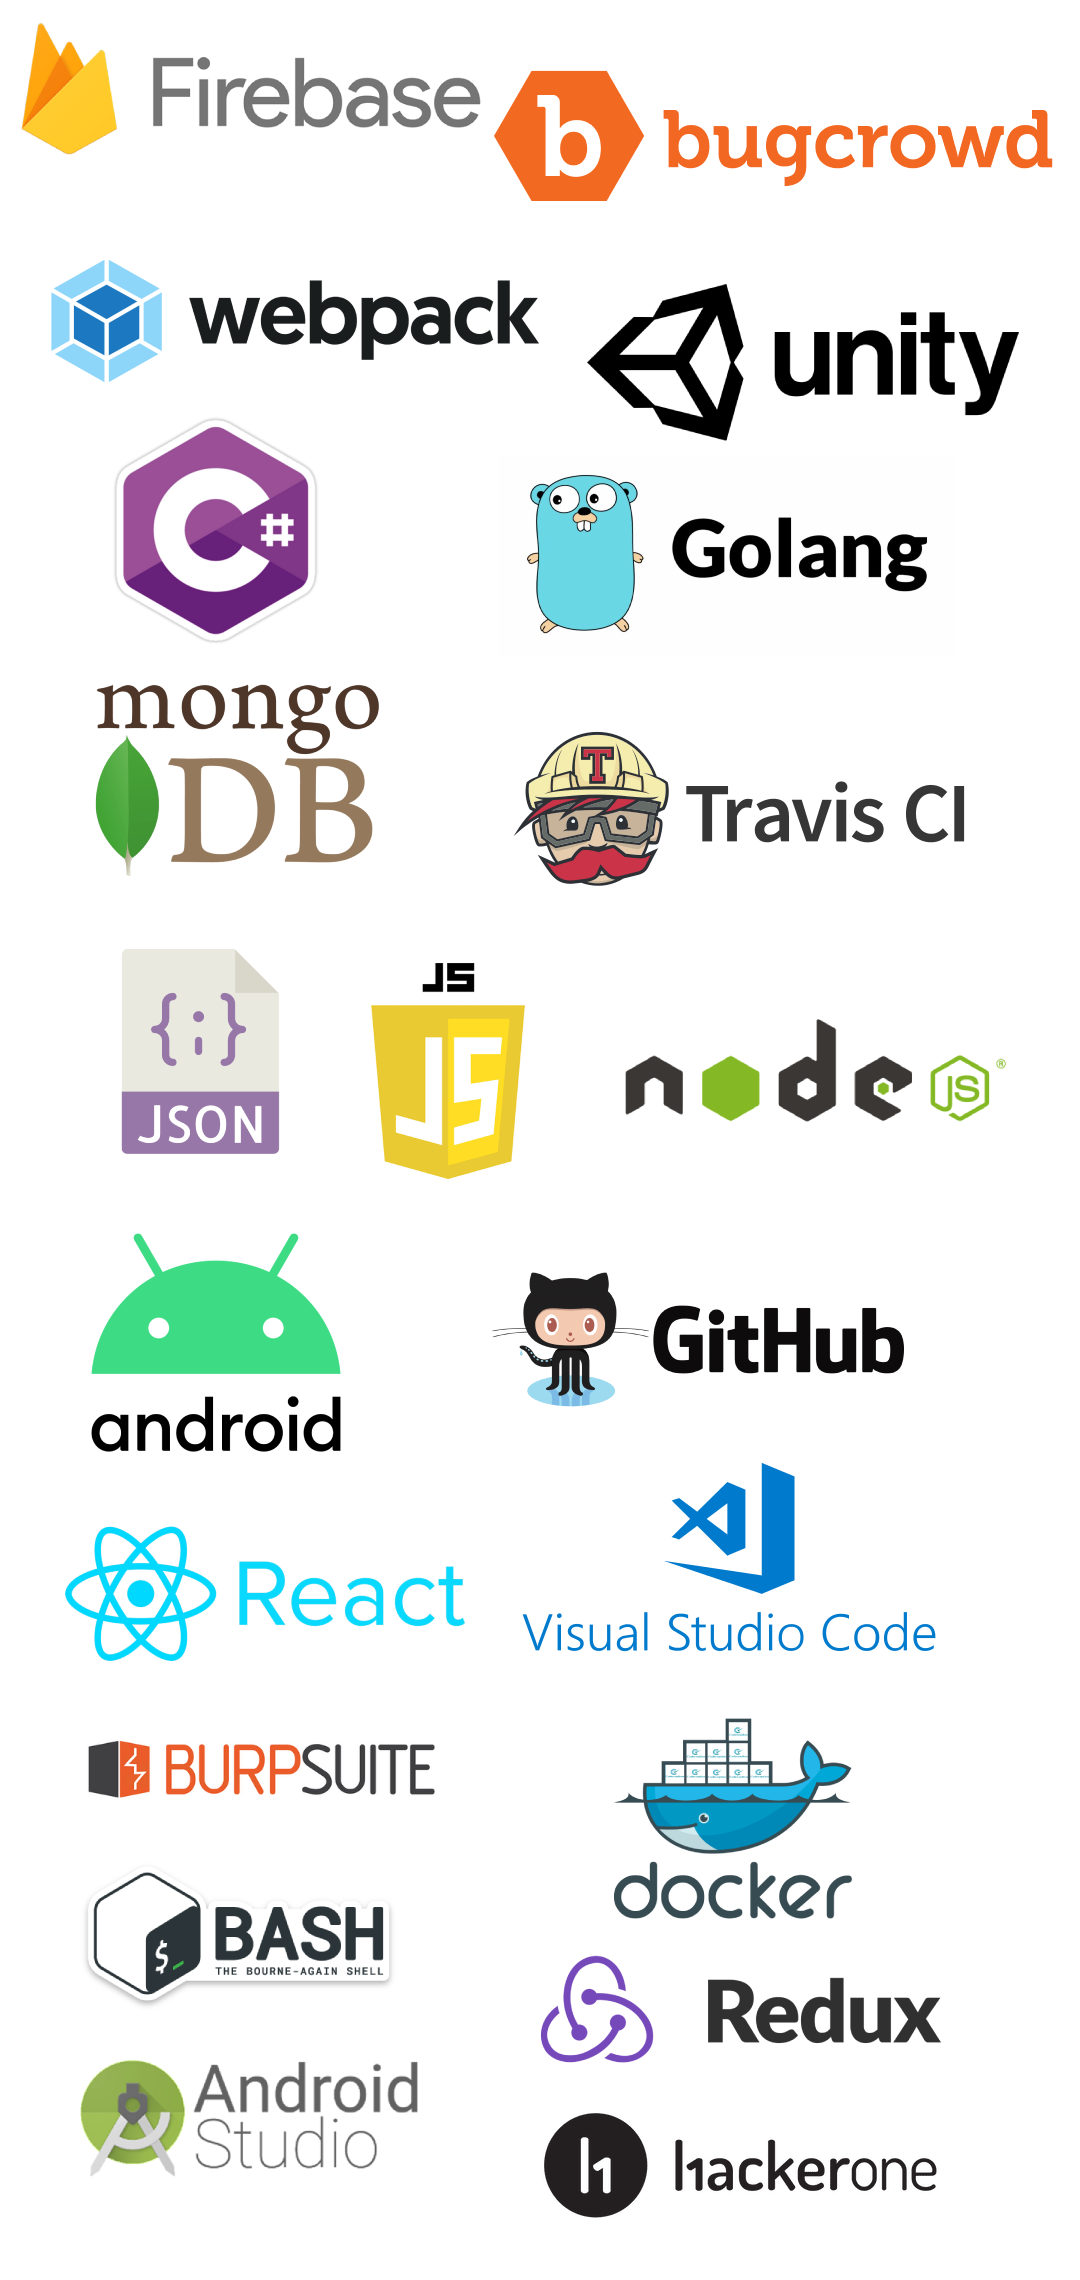 Firebase
b bugcrowd
webpack
unity
C#
Golang
mongo
DB
T
Travis CI
{;}
JSON
JS
JS
node JS ®
android
GitHub
React
Visual Studio Code
BURPSUITE
docker
$_
BASH
THE BOURNE-AGAIN SHELL
Redux
Android
Studio
h1 hackerone